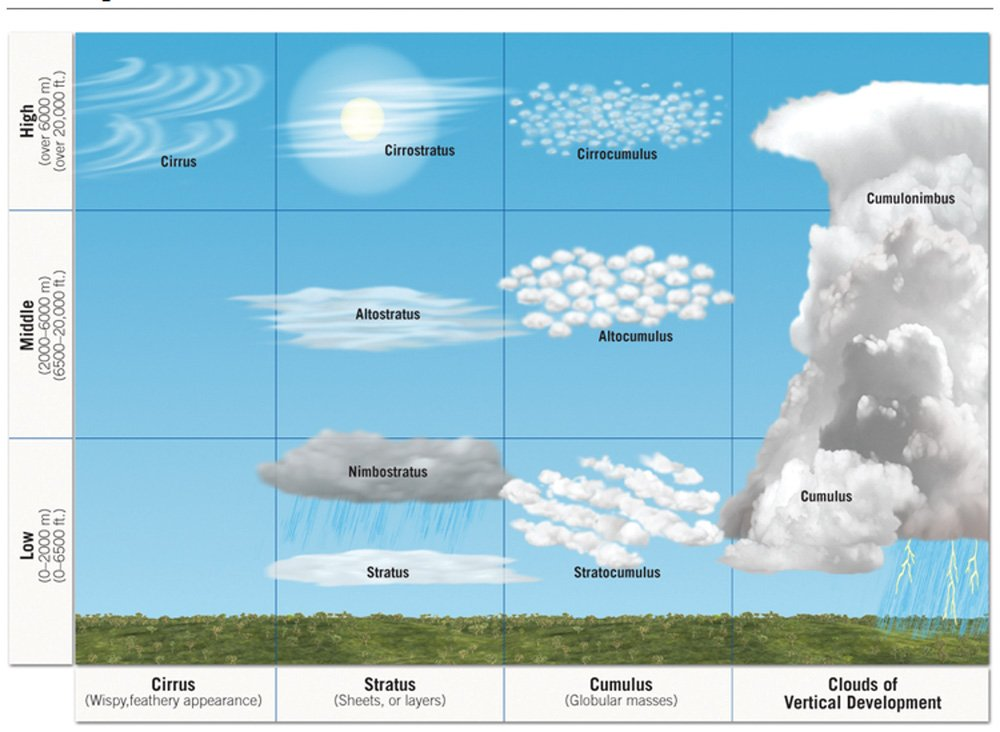 High
(over 6000 m)
(over 20,000 ft.)
Cirrus
Cirrostratus
Cirrocumulus
Cumulonimbus
Middle
(2000–6000 m)
(6500–20,000 ft.)
Altostratus
Altocumulus
Low
(0–2000 m)
(0–6500 ft.)
Nimbostratus
Cumulus
Stratus
Stratocumulus
Cirrus
(Wispy,feathery appearance)
Stratus
(Sheets, or layers)
Cumulus
(Globular masses)
Clouds of
Vertical Development